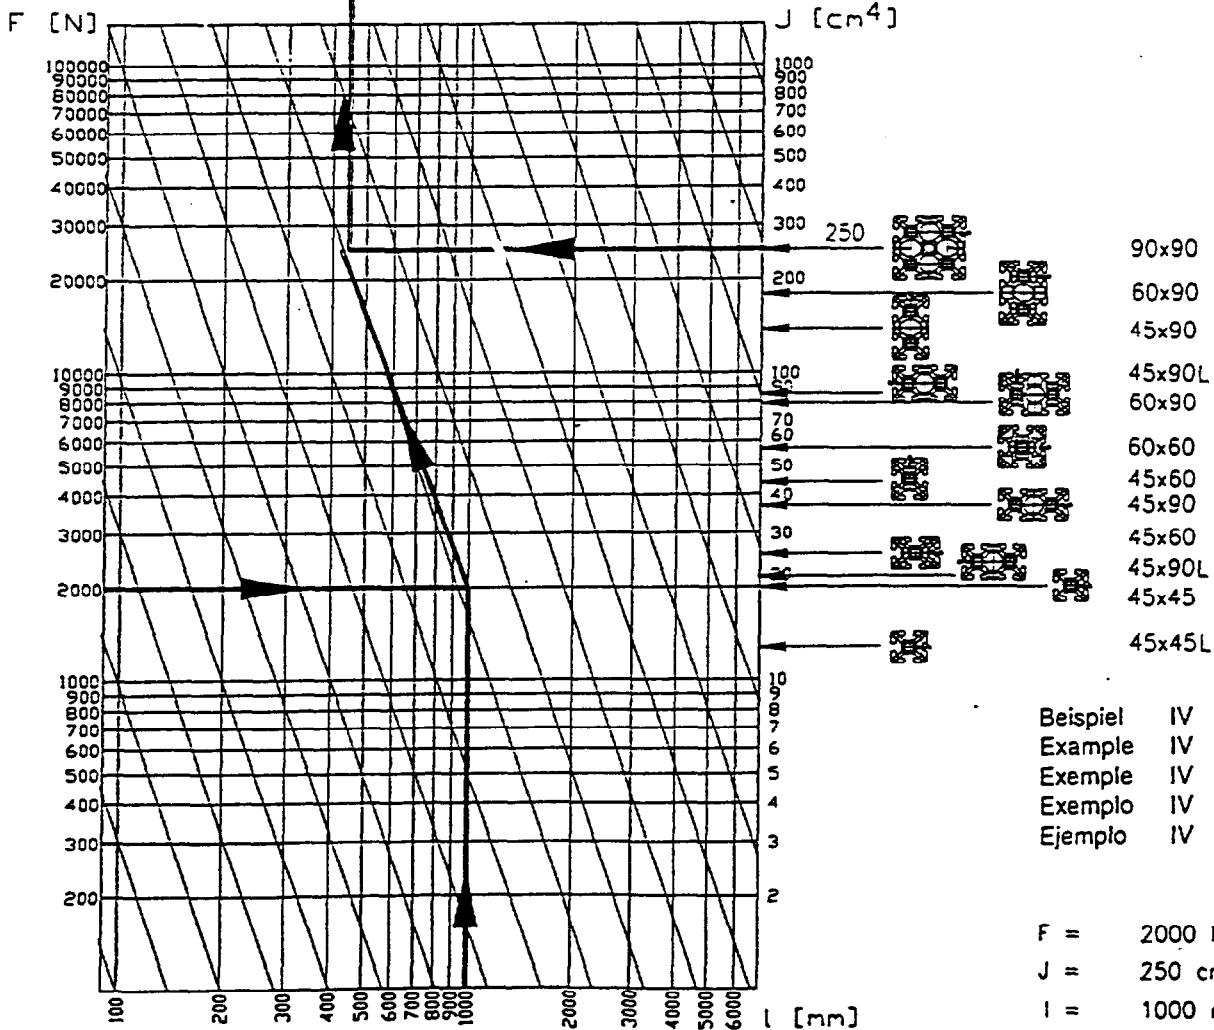 F [N]
J [cm4]
100000
90000
80000
70000
60000
50000
40000
30000
20000
10000
9000
8000
7000
6000
5000
4000
3000
2000
1000
900
800
700
600
500
400
300
200
1000
900
800
700
600
500
400
300
200
100
70
60
50
40
30
10
9
8
7
6
5
4
3
2
250
90x90
60x90
45x90
45x90L
60x90
60x60
45x60
45x90
45x60
45x90L
45x45
45x45L
Beispiel IV
Example IV
Exemple IV
Exemplo IV
Ejemplo IV
F = 2000
J = 250
l = 1000
100 200 300 400 500 600 700 800 900 1000 2000 3000 4000 5000 6000
l [mm]